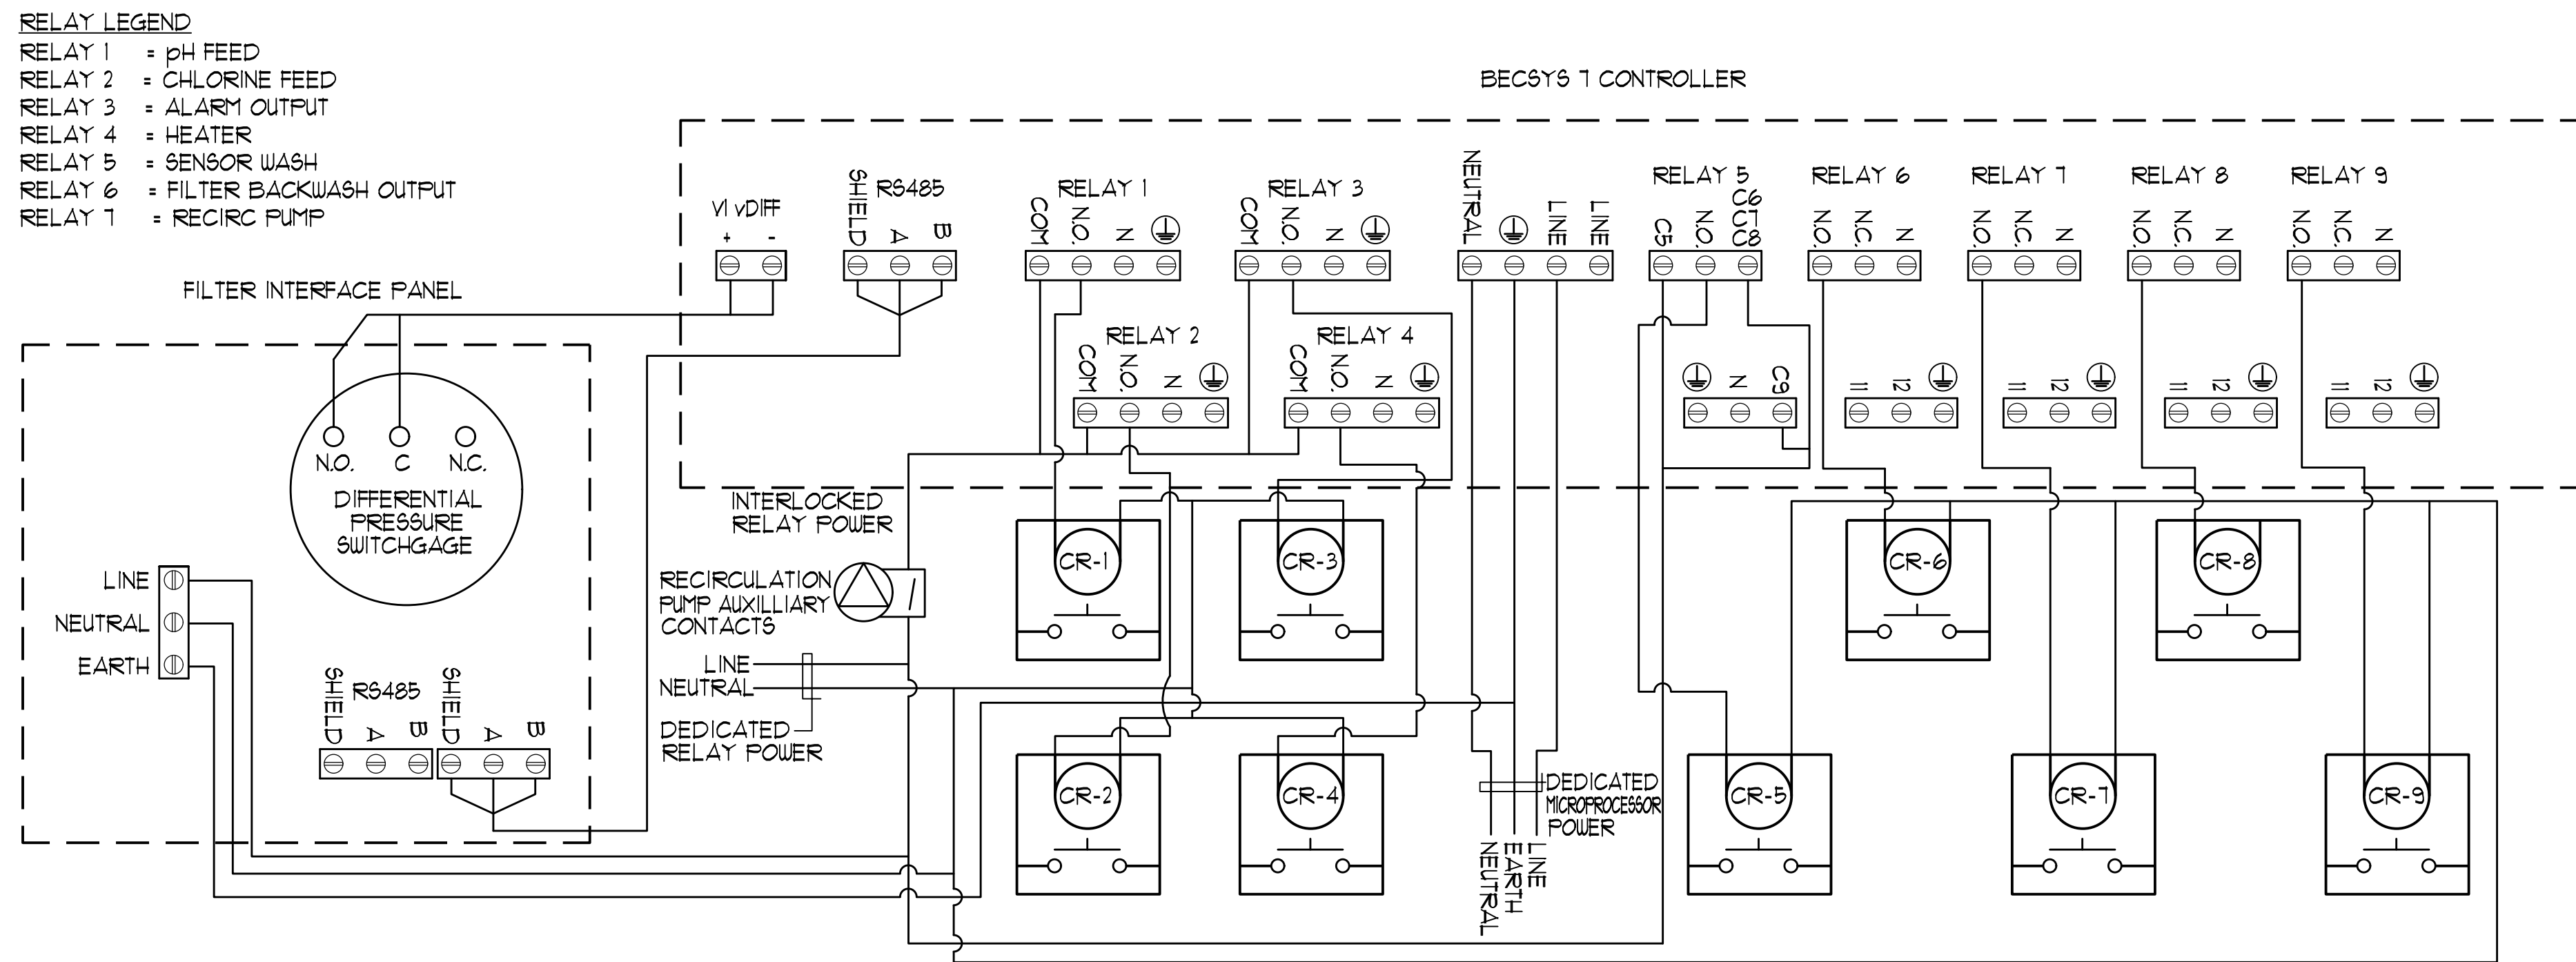 RELAY LEGEND
RELAY 1 = pH FEED
RELAY 2 = CHLORINE FEED
RELAY 3 = ALARM OUTPUT
RELAY 4 = HEATER
RELAY 5 = SENSOR WASH
RELAY 6 = FILTER BACKWASH OUTPUT
RELAY 7 = RECIRC PUMP
BECSYS 7 CONTROLLER
V1 vDIFF
+ -
SHIELD RS485 A B
RELAY 1
COM N.O. N
RELAY 3
COM N.O. N
NEUTRAL LINE LINE
RELAY 5
C5 N.O. C6
C7
C8
RELAY 6
N.O. N.C. N
RELAY 7
N.O. N.C. N
RELAY 8
N.O. N.C. N
RELAY 9
N.O. N.C. N
FILTER INTERFACE PANEL
RELAY 2
COM N.O. N
RELAY 4
COM N.O. N
N C9
11 12
11 12
11 12
11 12
N.O. C N.C.
DIFFERENTIAL
PRESSURE
SWITCHGAGE
INTERLOCKED
RELAY POWER
LINE
NEUTRAL
EARTH
RECIRCULATION
PUMP AUXILLIARY
CONTACTS
LINE
NEUTRAL
DEDICATED
RELAY POWER
CR-1
CR-3
CR-6
CR-8
SHIELD RS485 A B
SHIELD A B
CR-2
CR-4
DEDICATED
MICROPROCESSOR
POWER
NEUTRAL
EARTH
LINE
CR-5
CR-7
CR-9